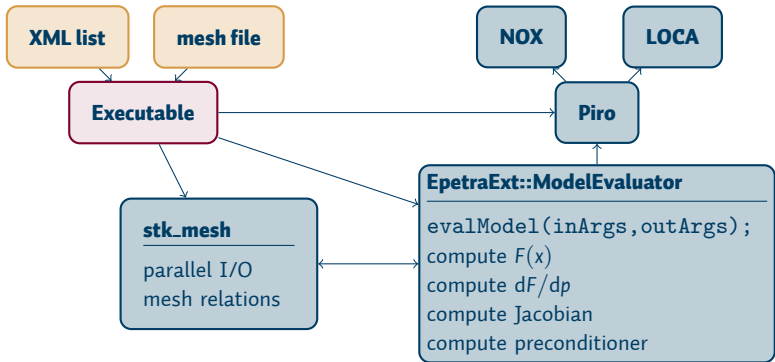 XML list
mesh file
NOX
LOCA
Executable
Piro
EpetraExt::ModelEvaluator
evalModel(inArgs,outArgs);
compute F(x)
compute dF/dp
compute Jacobian
compute preconditioner
stk_mesh
parallel I/O
mesh relations